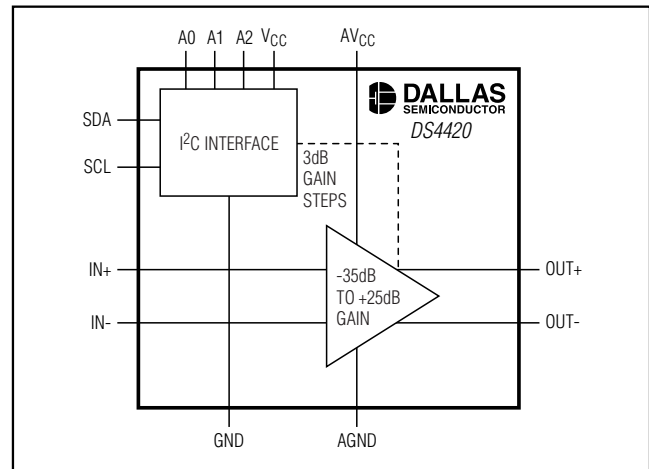 A0 A1 A2 VCC AVCC
DALLAS
SEMICONDUCTOR
DS4420
SDA
SCL
I²C INTERFACE
3dB
GAIN
STEPS
IN+
IN-
-35dB
TO +25dB
GAIN
OUT+
OUT-
GND AGND